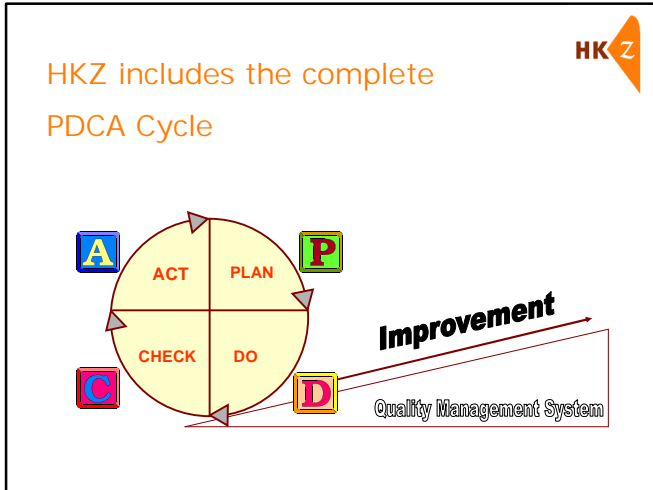 HKZ
HKZ includes the complete
PDCA Cycle
A
P
ACT
PLAN
CHECK
DO
C
D
Improvement
Quality Management System